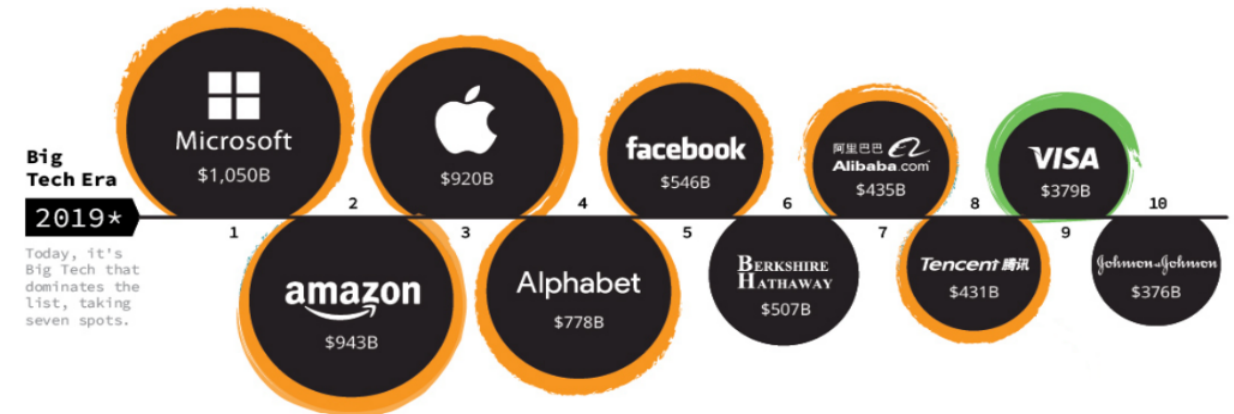 Big
Tech Era
2019*
Today, it's
Big Tech that
dominates the
list, taking
seven spots.
1
Microsoft
$1,050B
2
amazon
$943B
3
$920B
4
Alphabet
$778B
5
facebook
$546B
6
BERKSHIRE
HATHAWAY
$507B
7
阿里巴巴
Alibaba.com
$435B
8
Tencent 腾讯
$431B
9
VISA
$379B
10
Johnson&Johnson
$376B